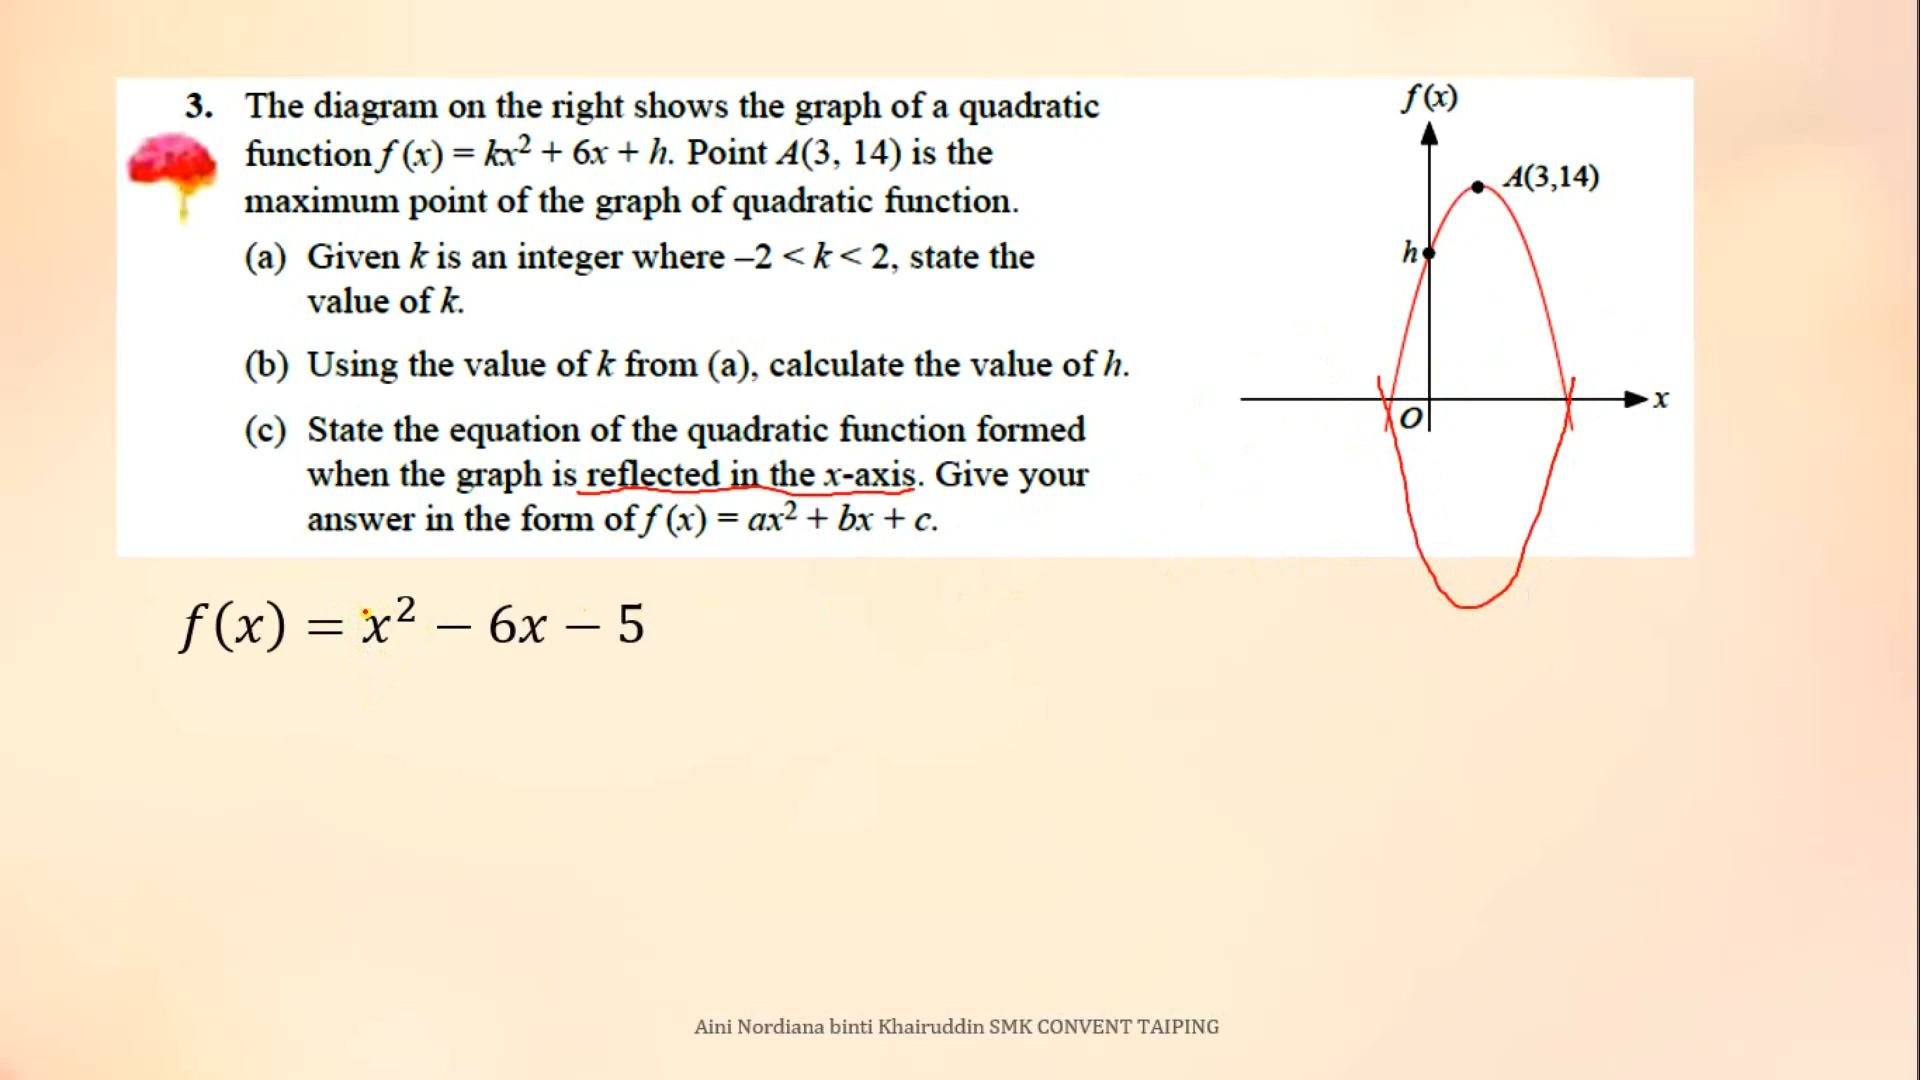 3. The diagram on the right shows the graph of a quadratic
function f (x) = kx² + 6x + h. Point A(3, 14) is the
maximum point of the graph of quadratic function.
(a) Given k is an integer where –2 < k < 2, state the
value of k.
(b) Using the value of k from (a), calculate the value of h.
(c) State the equation of the quadratic function formed
when the graph is reflected in the x-axis. Give your
answer in the form of f (x) = ax² + bx + c.
f (x)
A(3,14)
h
x
O
f(x) = x² − 6x − 5
Aini Nordiana binti Khairuddin SMK CONVENT TAIPING